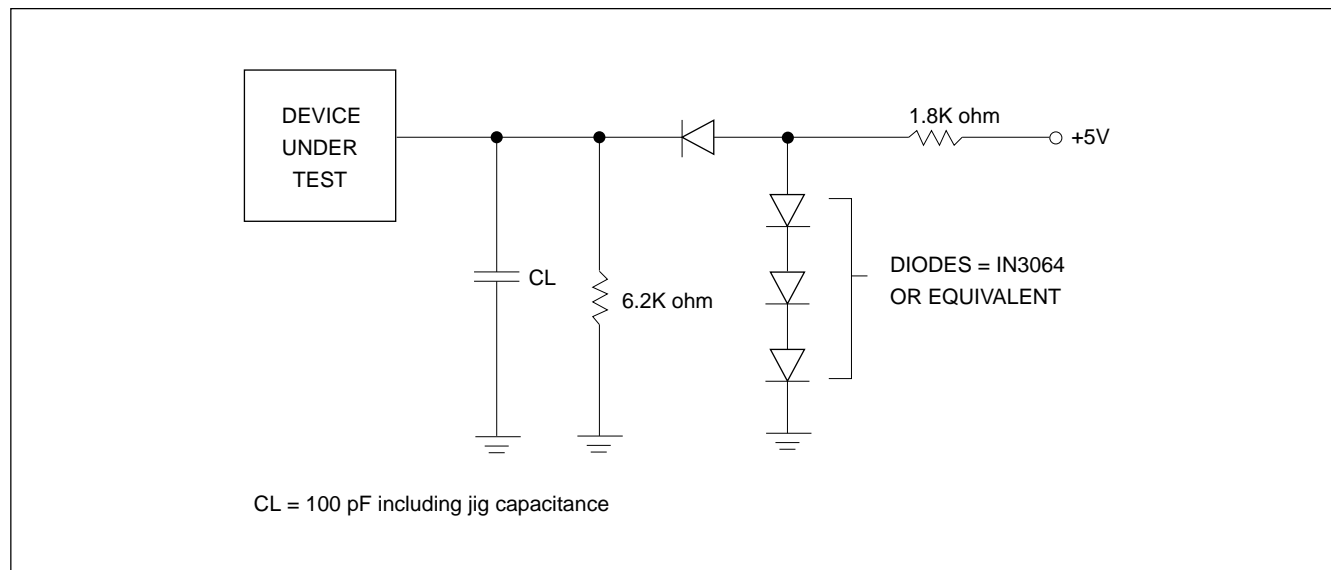 DEVICE
UNDER
TEST
1.8K ohm
+5V
CL
6.2K ohm
DIODES = IN3064
OR EQUIVALENT
CL = 100 pF including jig capacitance